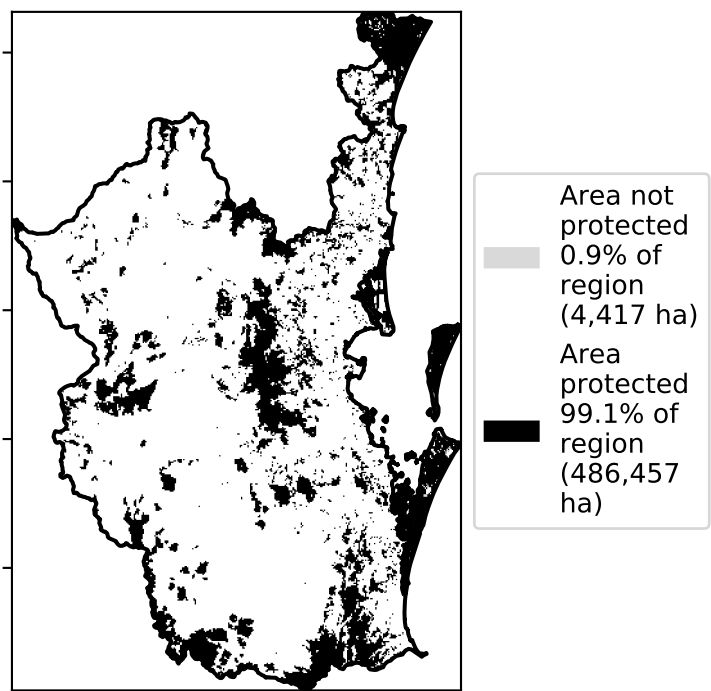 Area not
protected
0.9% of
region
(4,417 ha)
Area
protected
99.1% of
region
(486,457
ha)